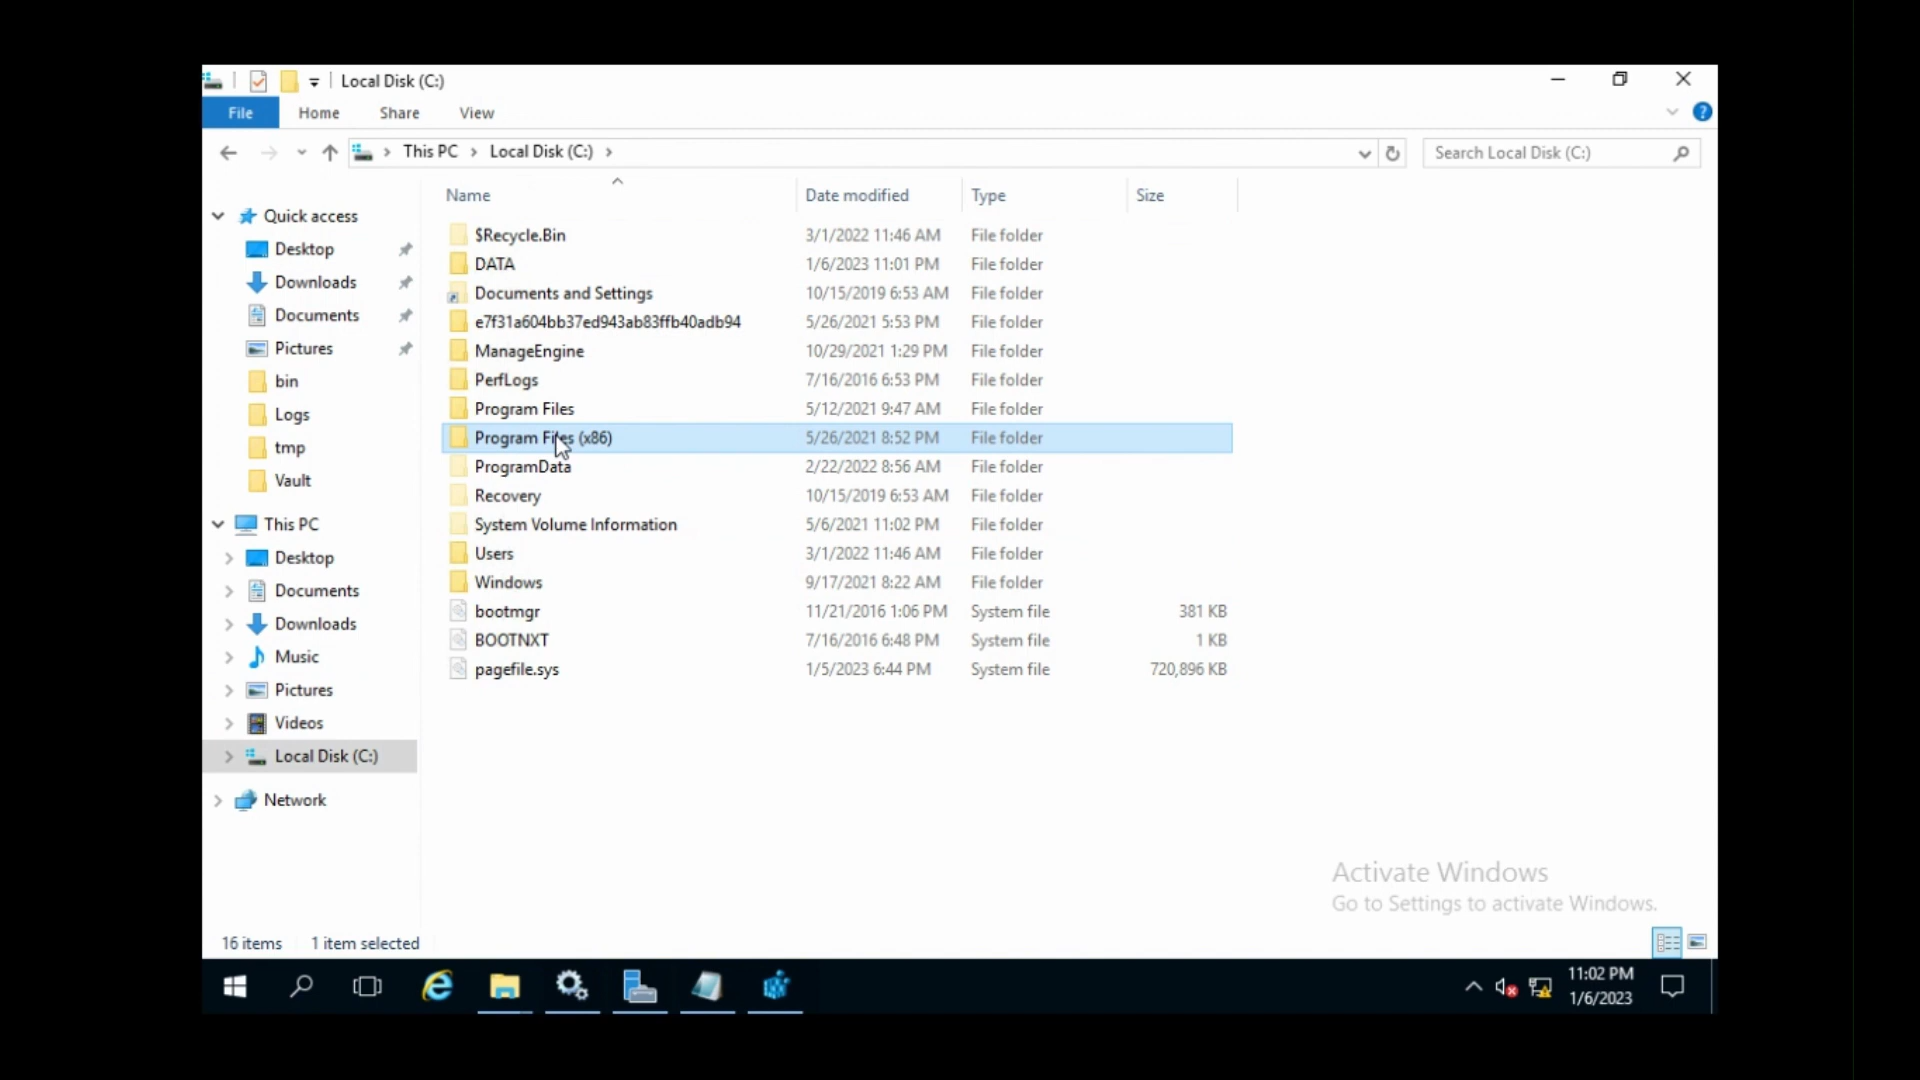 Local Disk (C:)
File Home Share View
This PC Local Disk (C:) Search Local Disk (C:)
Name Date modified Type Size
Quick access
Desktop
Downloads
Documents
Pictures
bin
Logs
tmp
Vault
This PC
Desktop
Documents
Downloads
Music
Pictures
Videos
Local Disk (C:)
Network
$Recycle.Bin 3/1/2022 11:46 AM File folder
DATA 1/6/2023 11:01 PM File folder
Documents and Settings 10/15/2019 6:53 AM File folder
e7f31a604bb37ed943ab83ffb40adb94 5/26/2021 5:53 PM File folder
ManageEngine 10/29/2021 1:29 PM File folder
PerfLogs 7/16/2016 6:53 PM File folder
Program Files 5/12/2021 9:47 AM File folder
Program Files (x86) 5/26/2021 8:52 PM File folder
ProgramData 2/22/2022 8:56 AM File folder
Recovery 10/15/2019 6:53 AM File folder
System Volume Information 5/6/2021 11:02 PM File folder
Users 3/1/2022 11:46 AM File folder
Windows 9/17/2021 8:22 AM File folder
bootmgr 11/21/2016 1:06 PM System file 381 KB
BOOTNXT 7/16/2016 6:48 PM System file 1 KB
pagefile.sys 1/5/2023 6:44 PM System file 720,896 KB
Activate Windows
Go to Settings to activate Windows.
16 items 1 item selected
11:02 PM
1/6/2023